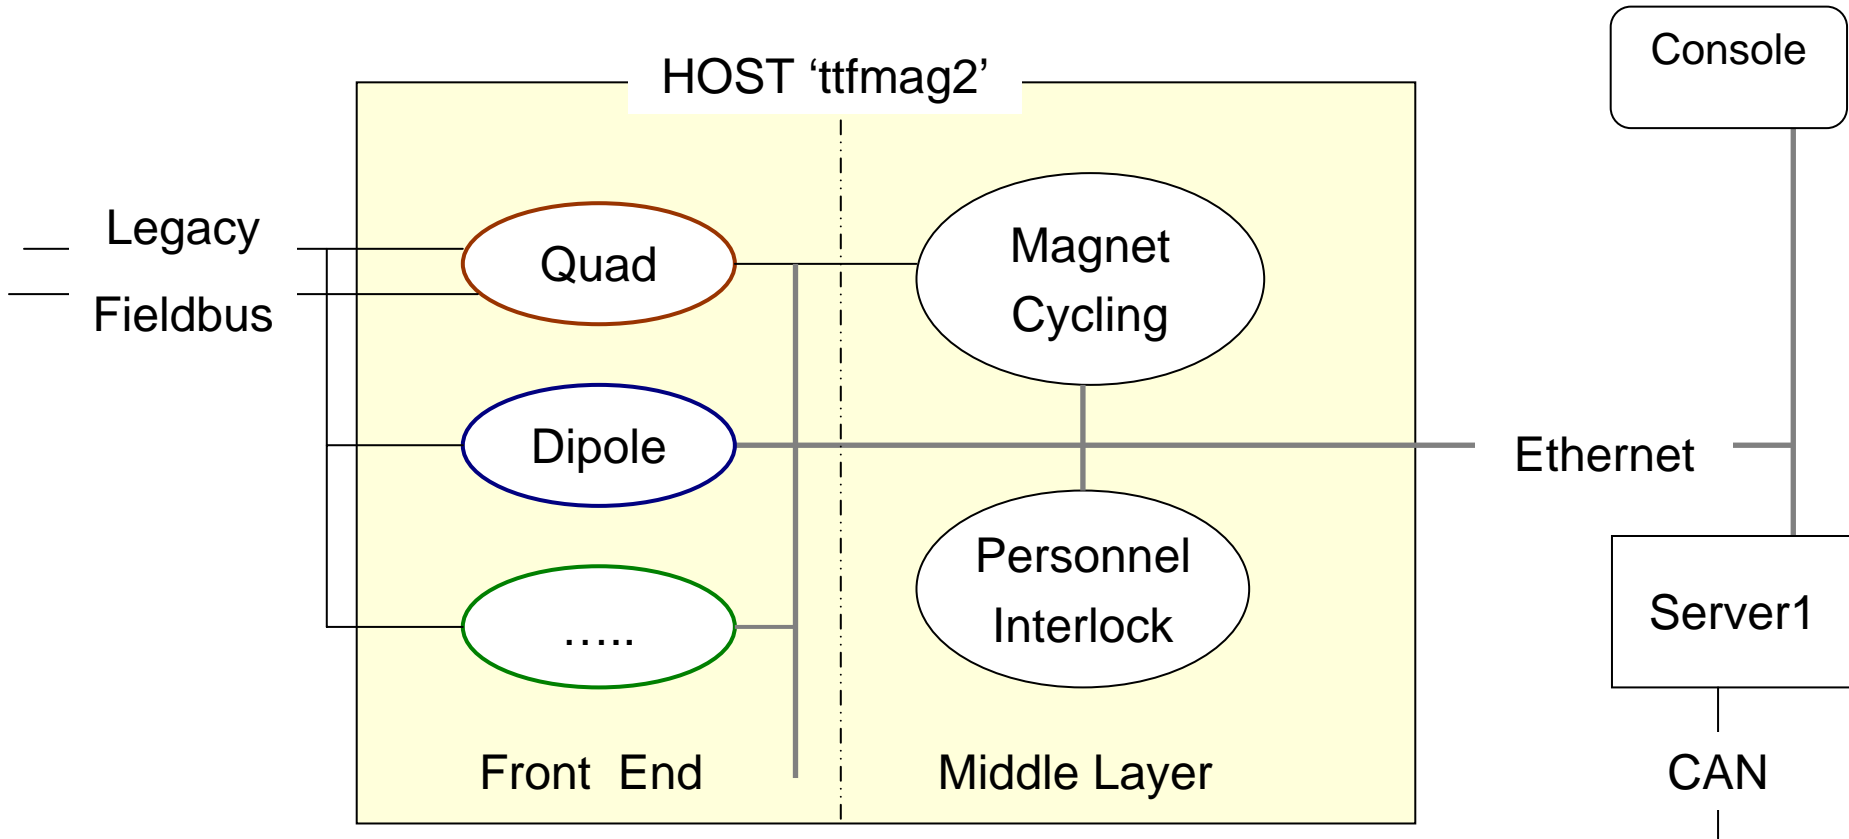 HOST ‘ttfmag2’
Console
Legacy
Fieldbus
Quad
Magnet
Cycling
Dipole
Ethernet
Personnel
Interlock
…..
Server1
Front End
Middle Layer
CAN